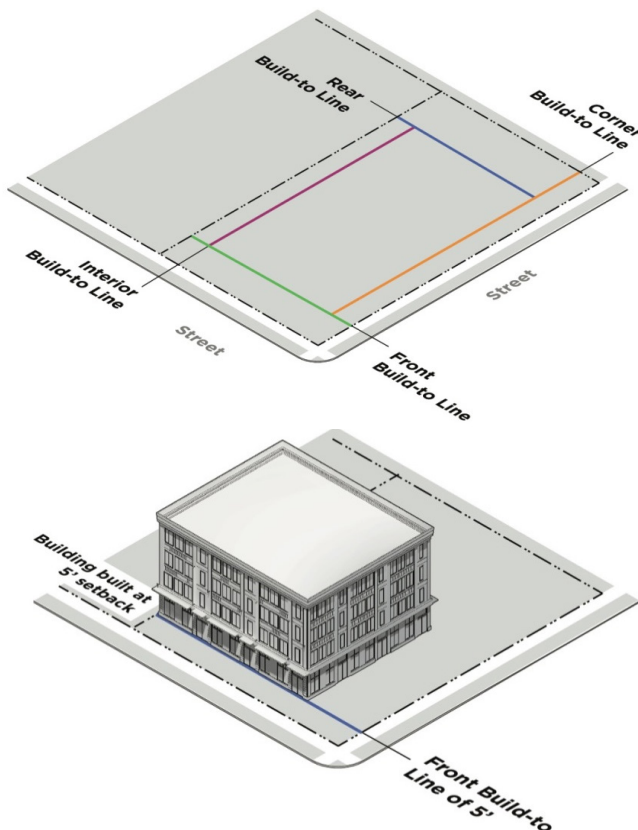 Rear
Build-to Line
Corner
Build-to Line
Interior
Build-to Line
Street
Street
Front
Build-to Line
Building built at
5' setback
Front Build-to
Line of 5'